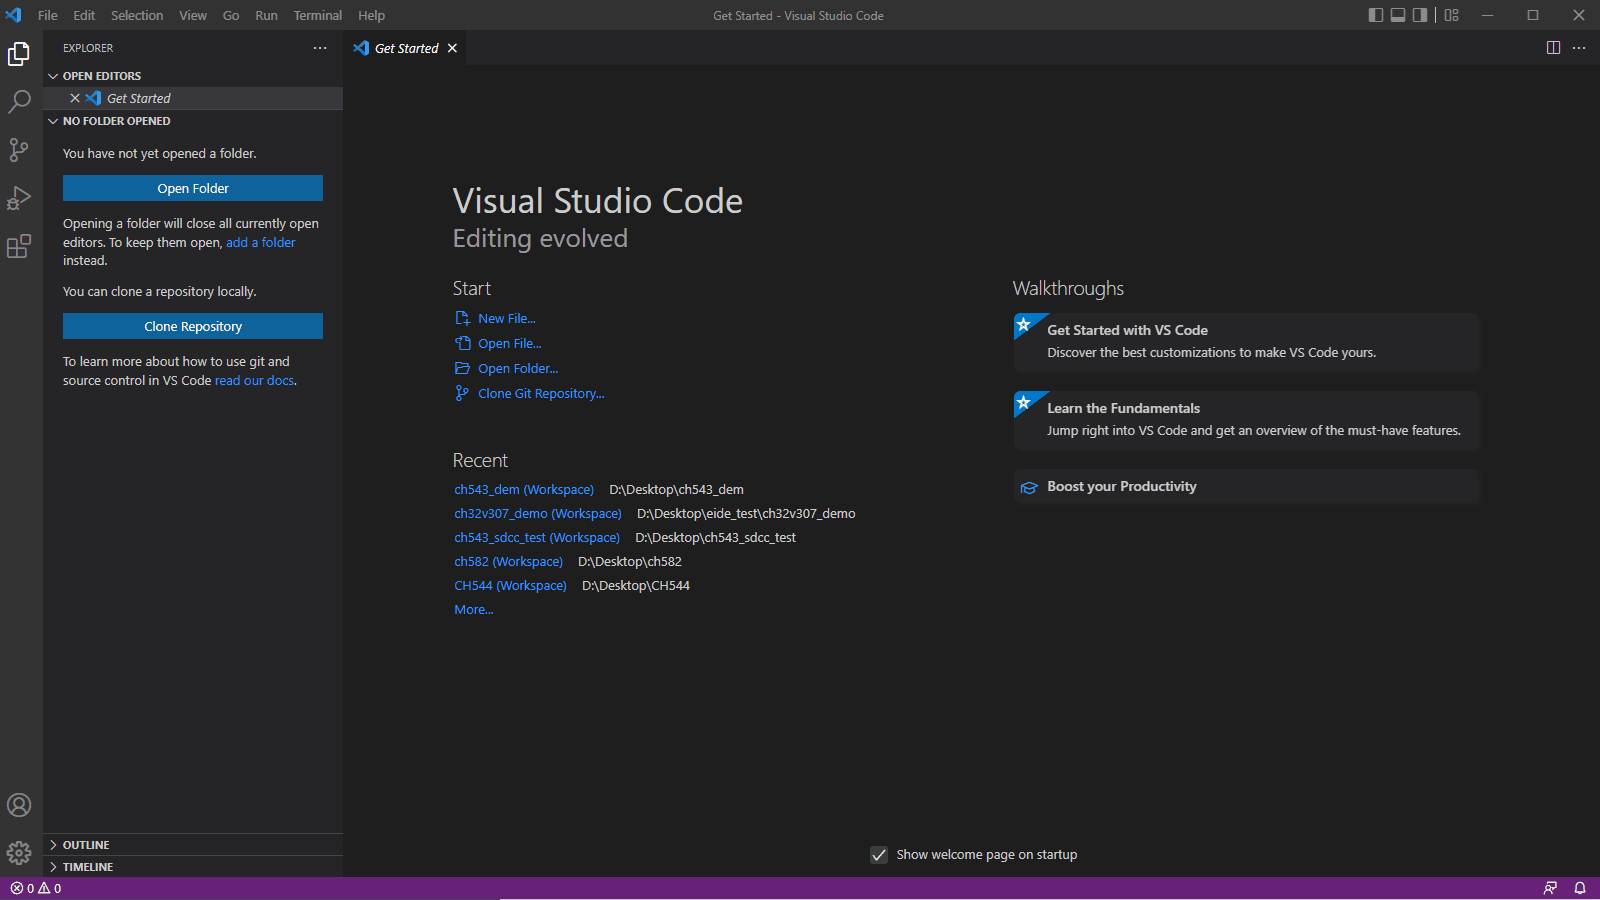 File Edit Selection View Go Run Terminal Help
Get Started - Visual Studio Code
EXPLORER
Get Started
OPEN EDITORS
Get Started
NO FOLDER OPENED
You have not yet opened a folder.
Open Folder
Opening a folder will close all currently open
editors. To keep them open, add a folder
instead.
You can clone a repository locally.
Clone Repository
To learn more about how to use git and
source control in VS Code read our docs.
OUTLINE
TIMELINE
Visual Studio Code
Editing evolved
Start
New File...
Open File...
Open Folder...
Clone Git Repository...
Recent
ch543_dem (Workspace) D:\Desktop\ch543_dem
ch32v307_demo (Workspace) D:\Desktop\eide_test\ch32v307_demo
ch543_sdcc_test (Workspace) D:\Desktop\ch543_sdcc_test
ch582 (Workspace) D:\Desktop\ch582
CH544 (Workspace) D:\Desktop\CH544
More...
Walkthroughs
Get Started with VS Code
Discover the best customizations to make VS Code yours.
Learn the Fundamentals
Jump right into VS Code and get an overview of the must-have features.
Boost your Productivity
Show welcome page on startup
0 0